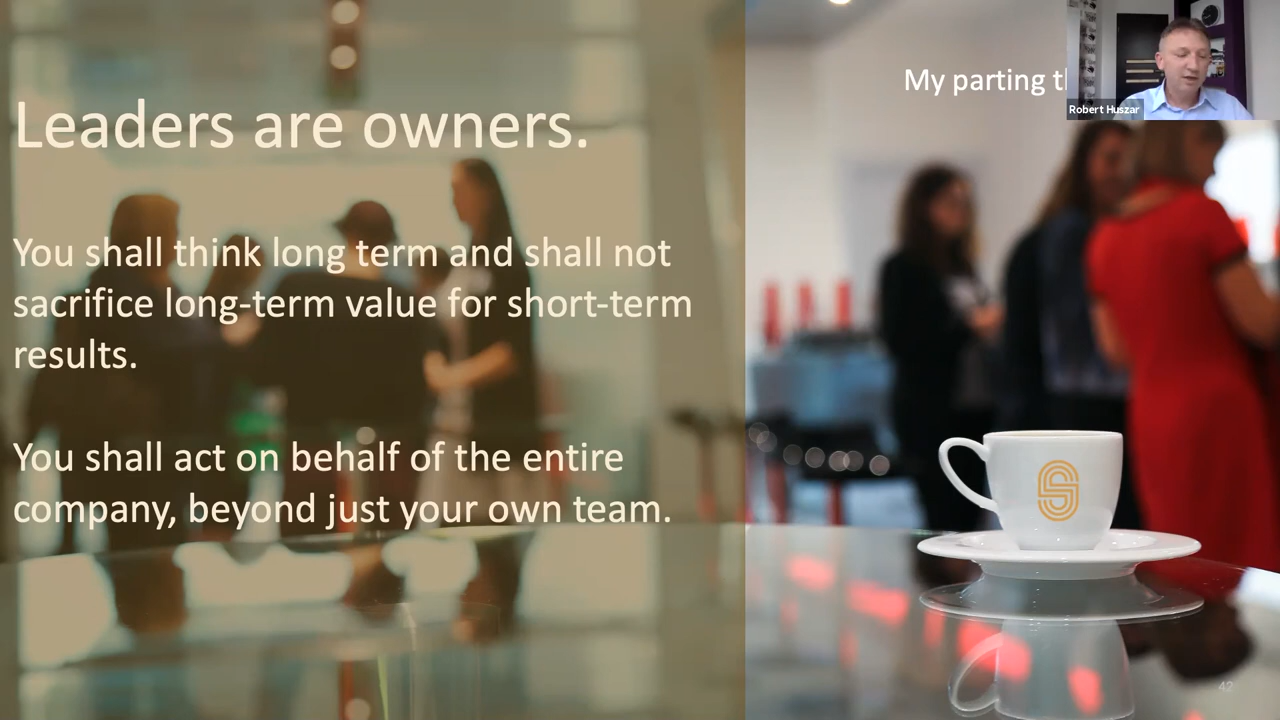 Leaders are owners.
You shall think long term and shall not
sacrifice long-term value for short-term
results.
You shall act on behalf of the entire
company, beyond just your own team.
My parting
Robert Huszar
S
42